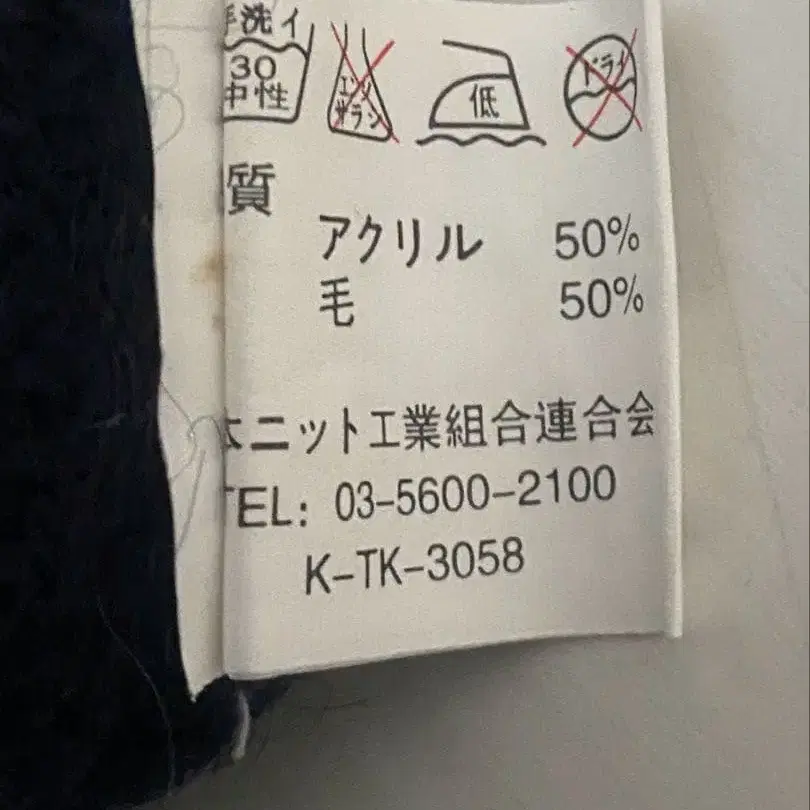 手洗イ
30
中性
エンソ
サラシ
低
ドライ
質
アクリル 50%
毛 50%
本ニット工業組合連合会
TEL: 03-5600-2100
K-TK-3058